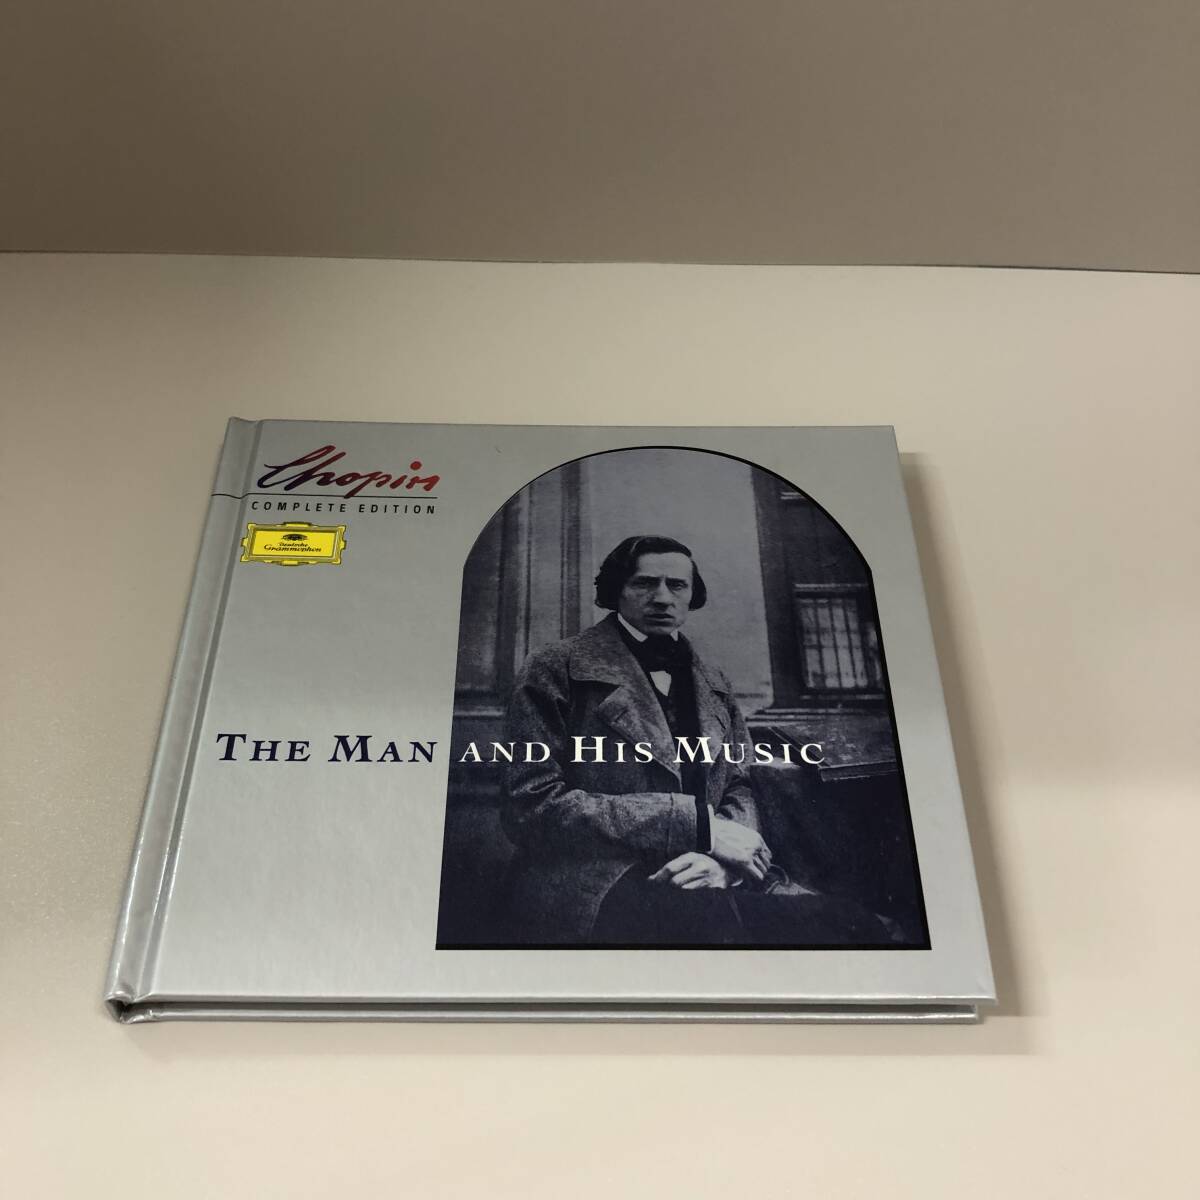 Chopin
COMPLETE EDITION
Deutsche
Grammophon
THE MAN AND HIS MUSIC